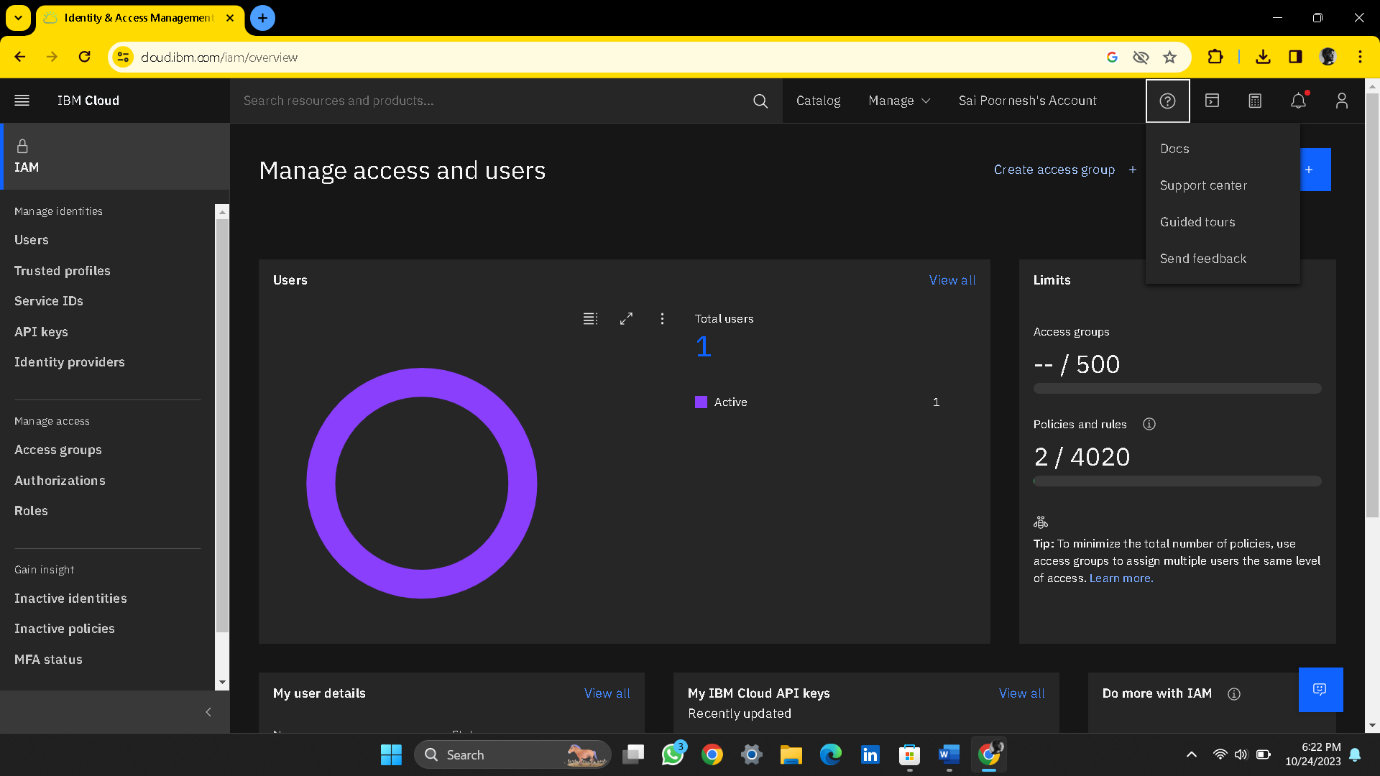 Identity & Access Management
cloud.ibm.com/iam/overview
IBM Cloud
Search resources and products...
Catalog
Manage
Sai Poornesh's Account
IAM
Manage identities
Users
Trusted profiles
Service IDs
API keys
Identity providers
Manage access
Access groups
Authorizations
Roles
Gain insight
Inactive identities
Inactive policies
MFA status
Manage access and users
Create access group +
+
Docs
Support center
Guided tours
Send feedback
Users
View all
Total users
1
Active
1
Limits
Access groups
-- / 500
Policies and rules
2 / 4020
Tip: To minimize the total number of policies, use
access groups to assign multiple users the same level
of access. Learn more.
My user details
View all
My IBM Cloud API keys
View all
Recently updated
Do more with IAM
Search
3
6:22 PM
10/24/2023